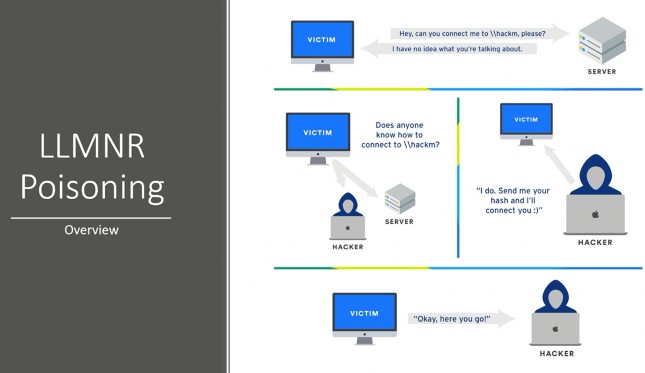 LLMNR
Poisoning
Overview
VICTIM
Hey, can you connect me to \\hackm, please?
I have no idea what you're talking about.
SERVER
VICTIM
Does anyone
know how to
connect to \\hackm?
SERVER
HACKER
VICTIM
"I do. Send me your
hash and I'll
connect you :)"
HACKER
VICTIM
"Okay, here you go!"
HACKER